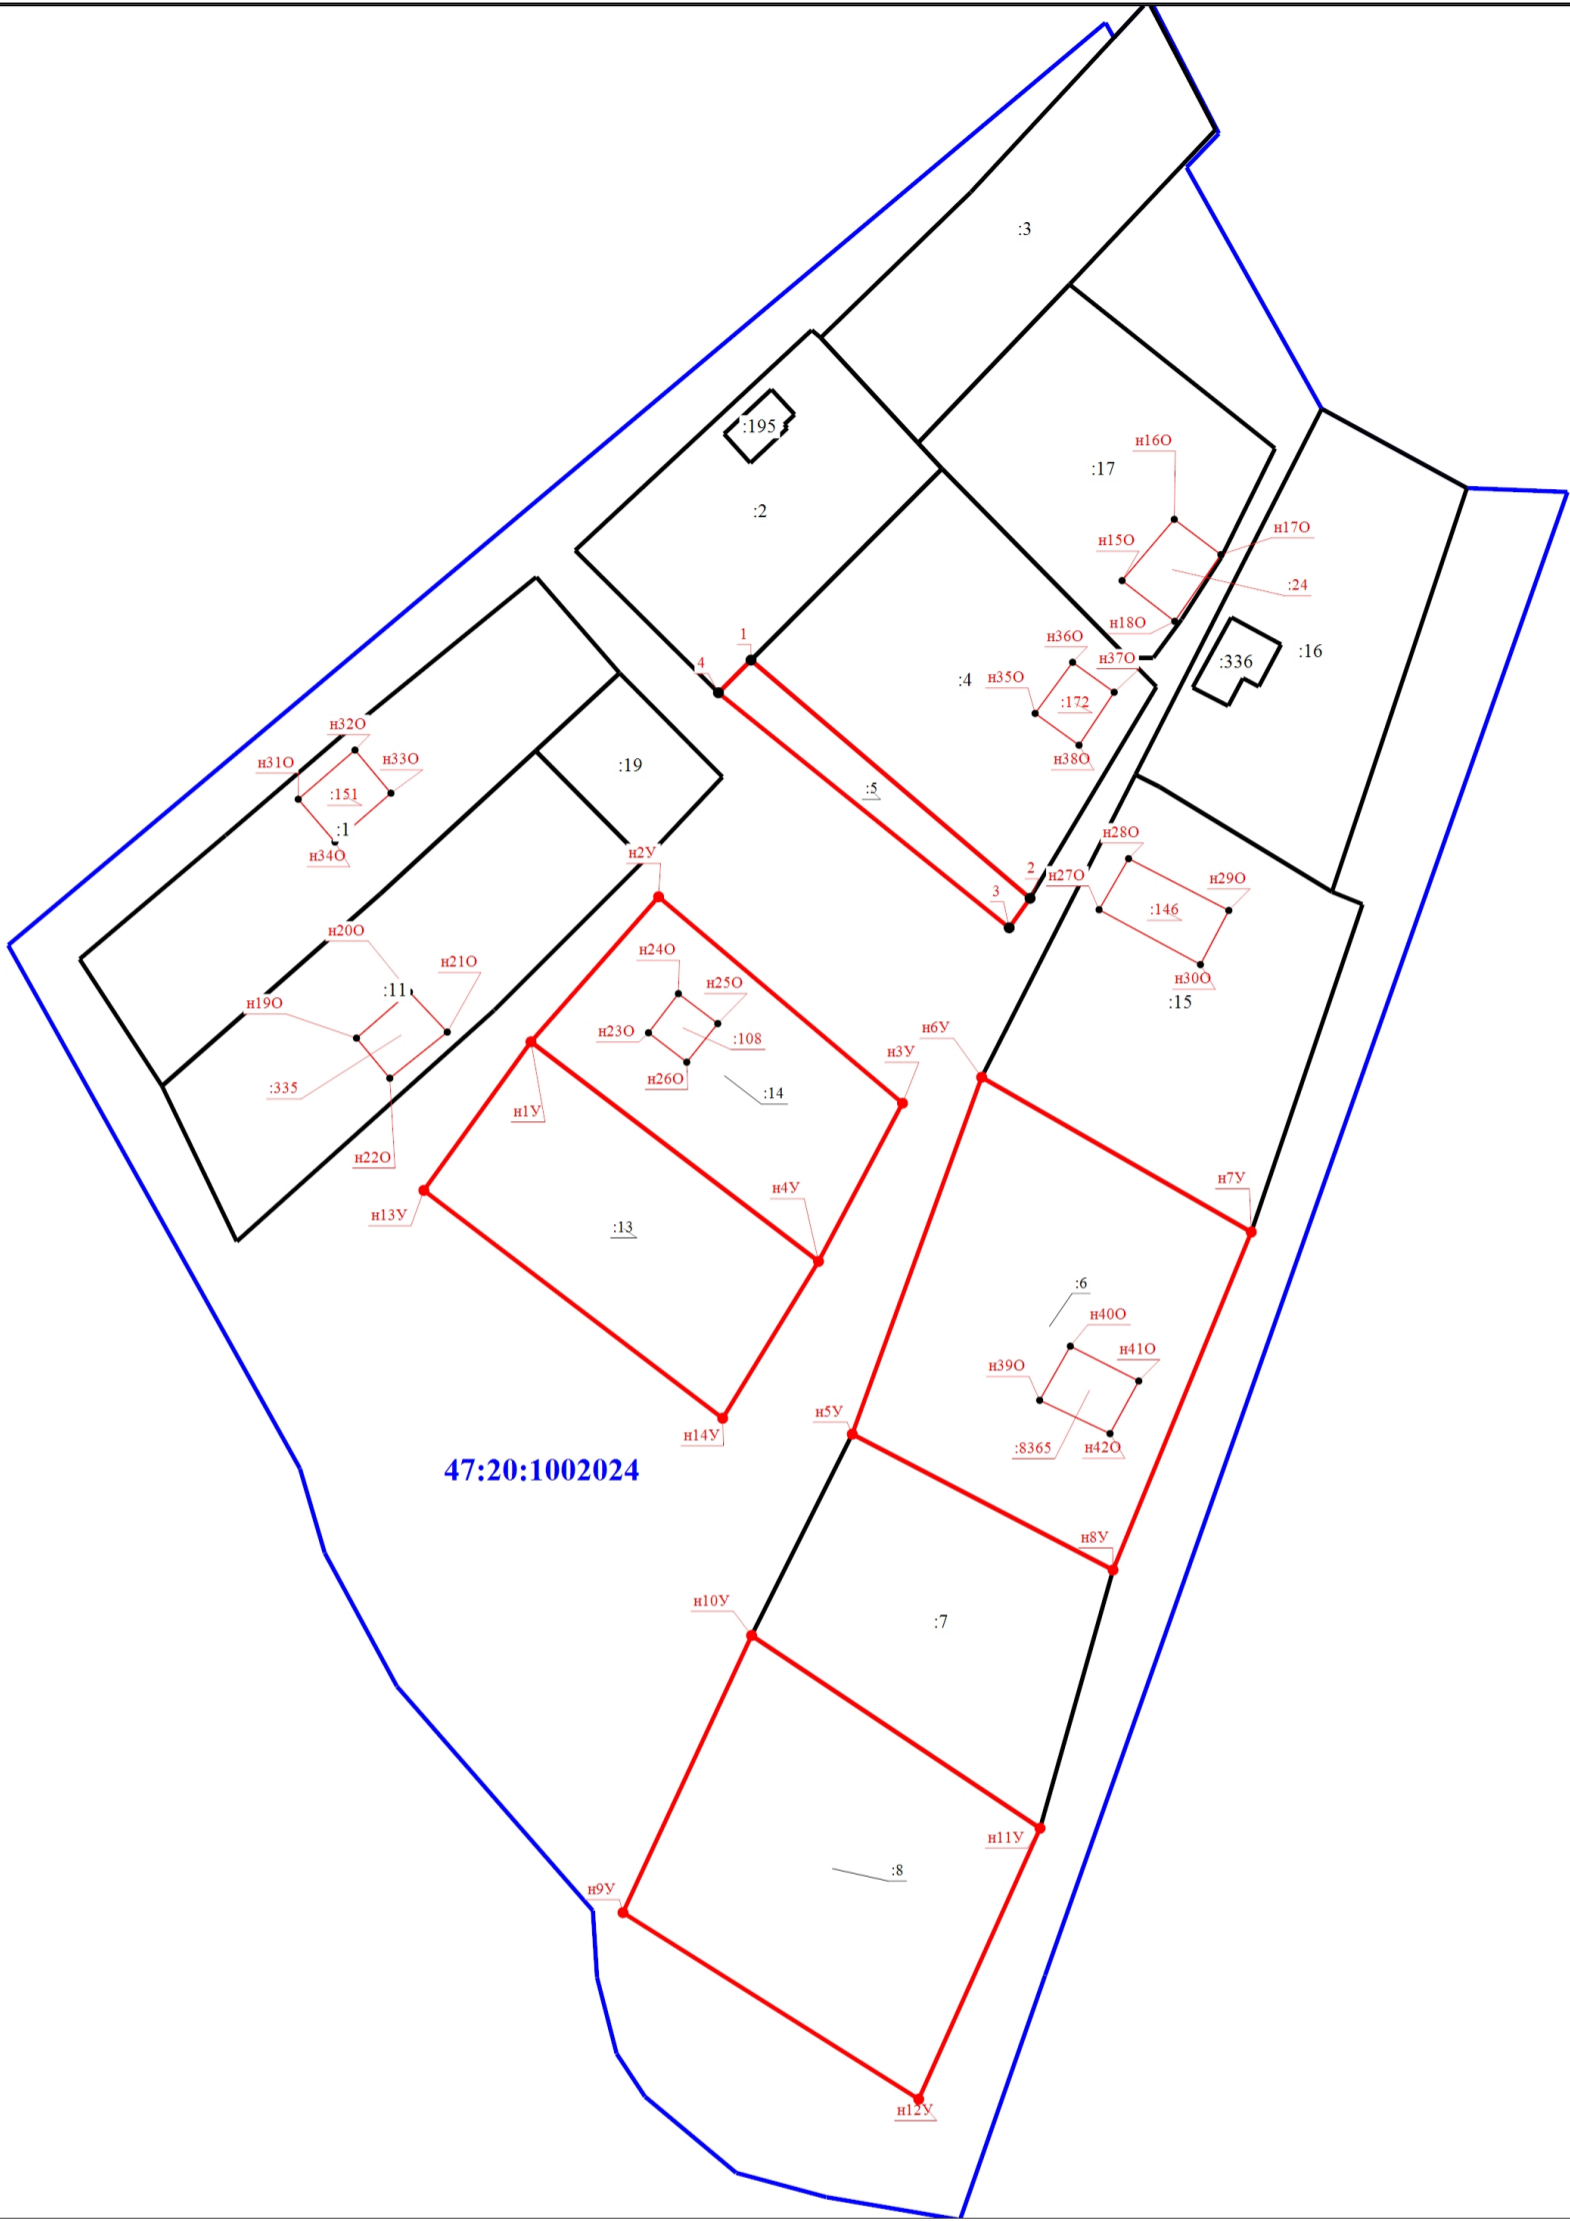 :3
:195
:17
н16О
:2
н17О
н15О
:24
н18О
1
н36О
:16
4
н37О
:336
:4
н35О
:172
н32О
н38О
н31О
н33О
:19
:5
:151
:1
н28О
н34О
н2У
2
н27О
н29О
3
:146
н20О
н24О
н21О
н30О
:11
н25О
:15
н19О
н23О
н6У
:108
н3У
н26О
:335
:14
н1У
н22О
н7У
н4У
н13У
:13
:6
н40О
н41О
н39О
н5У
н14У
:8365
н42О
47:20:1002024
н8У
н10У
:7
н11У
:8
н9У
н12У